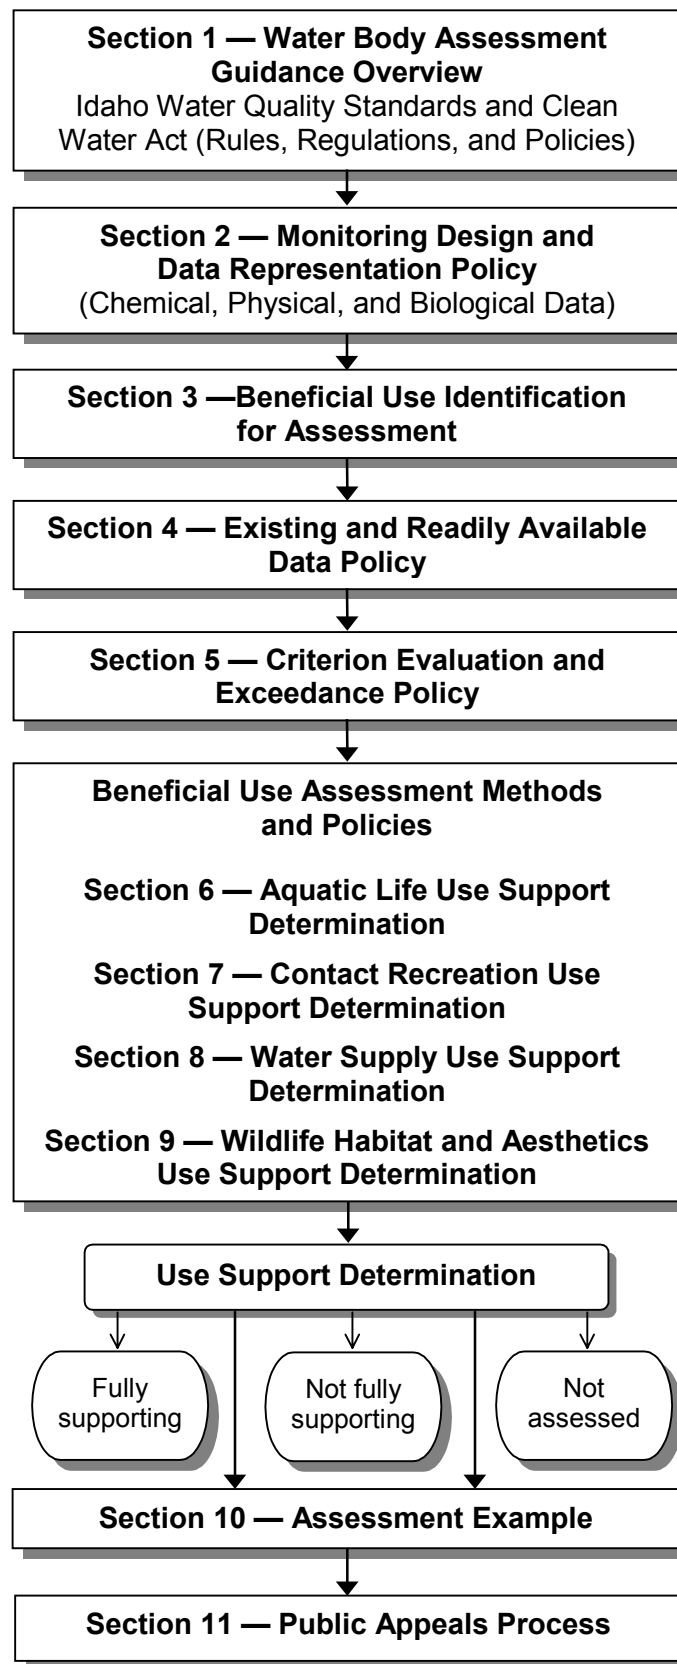 Section 1 — Water Body Assessment
Guidance Overview
Idaho Water Quality Standards and Clean
Water Act (Rules, Regulations, and Policies)
Section 2 — Monitoring Design and
Data Representation Policy
(Chemical, Physical, and Biological Data)
Section 3 —Beneficial Use Identification
for Assessment
Section 4 — Existing and Readily Available
Data Policy
Section 5 — Criterion Evaluation and
Exceedance Policy
Beneficial Use Assessment Methods
and Policies
Section 6 — Aquatic Life Use Support
Determination
Section 7 — Contact Recreation Use
Support Determination
Section 8 — Water Supply Use Support
Determination
Section 9 — Wildlife Habitat and Aesthetics
Use Support Determination
Use Support Determination
Fully
supporting
Not fully
supporting
Not
assessed
Section 10 — Assessment Example
Section 11 — Public Appeals Process